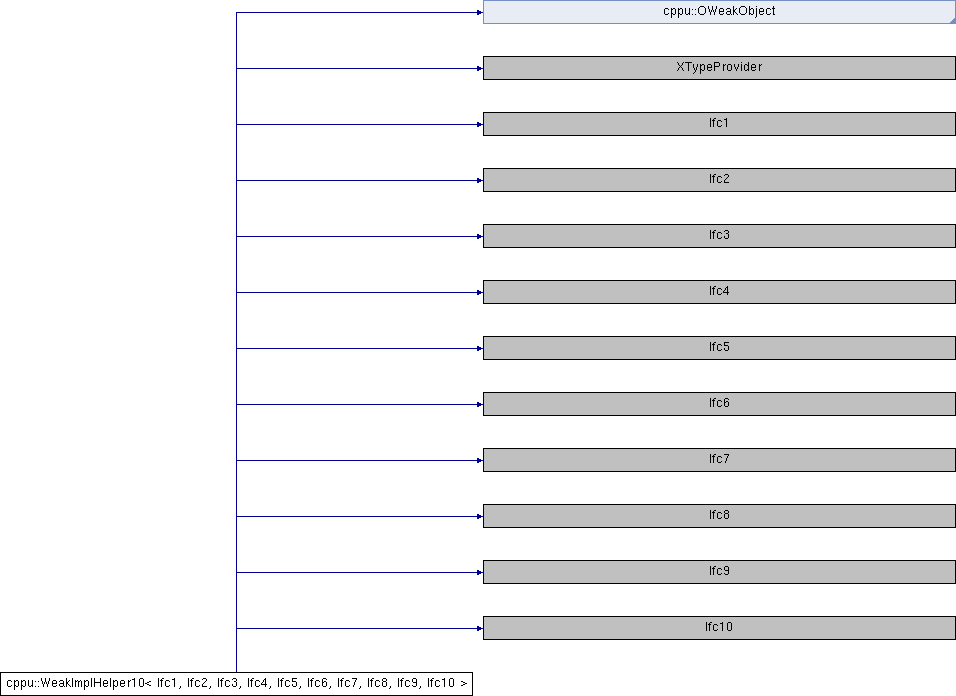 cppu::OWeakObject
XTypeProvider
Ifc1
Ifc2
Ifc3
Ifc4
Ifc5
Ifc6
Ifc7
Ifc8
Ifc9
Ifc10
cppu::WeakImplHelper10< Ifc1, Ifc2, Ifc3, Ifc4, Ifc5, Ifc6, Ifc7, Ifc8, Ifc9, Ifc10 >